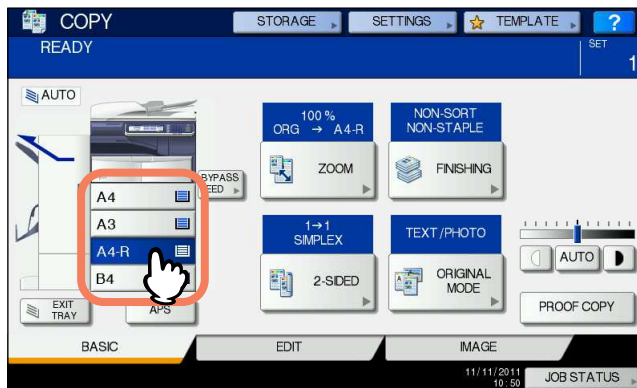 COPY
STORAGE
SETTINGS
TEMPLATE
?
READY
SET
1
AUTO
100 %
ORG → A4-R
NON-SORT
NON-STAPLE
ZOOM
FINISHING
BYPASS
FEED
A4
A3
A4-R
B4
1→1
SIMPLEX
TEXT/PHOTO
2-SIDED
ORIGINAL
MODE
AUTO
EXIT
TRAY
APS
PROOF COPY
BASIC
EDIT
IMAGE
11/11/2011
10:50
JOB STATUS